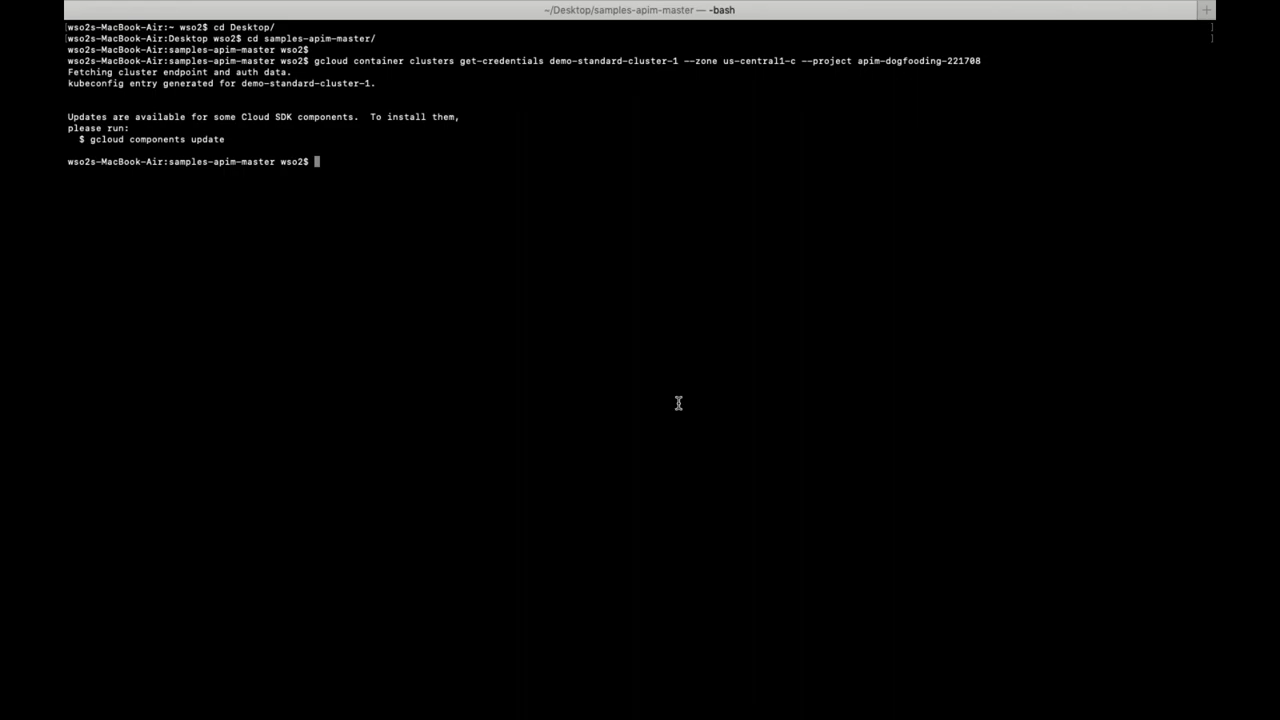 ~/Desktop/samples-apim-master — -bash
wso2s-MacBook-Air:~ wso2$ cd Desktop/
wso2s-MacBook-Air:Desktop wso2$ cd samples-apim-master/
wso2s-MacBook-Air:samples-apim-master wso2$
wso2s-MacBook-Air:samples-apim-master wso2$ gcloud container clusters get-credentials demo-standard-cluster-1 --zone us-central1-c --project apim-dogfooding-221708
Fetching cluster endpoint and auth data.
kubeconfig entry generated for demo-standard-cluster-1.
Updates are available for some Cloud SDK components.  To install them,
please run:
  $ gcloud components update
wso2s-MacBook-Air:samples-apim-master wso2$